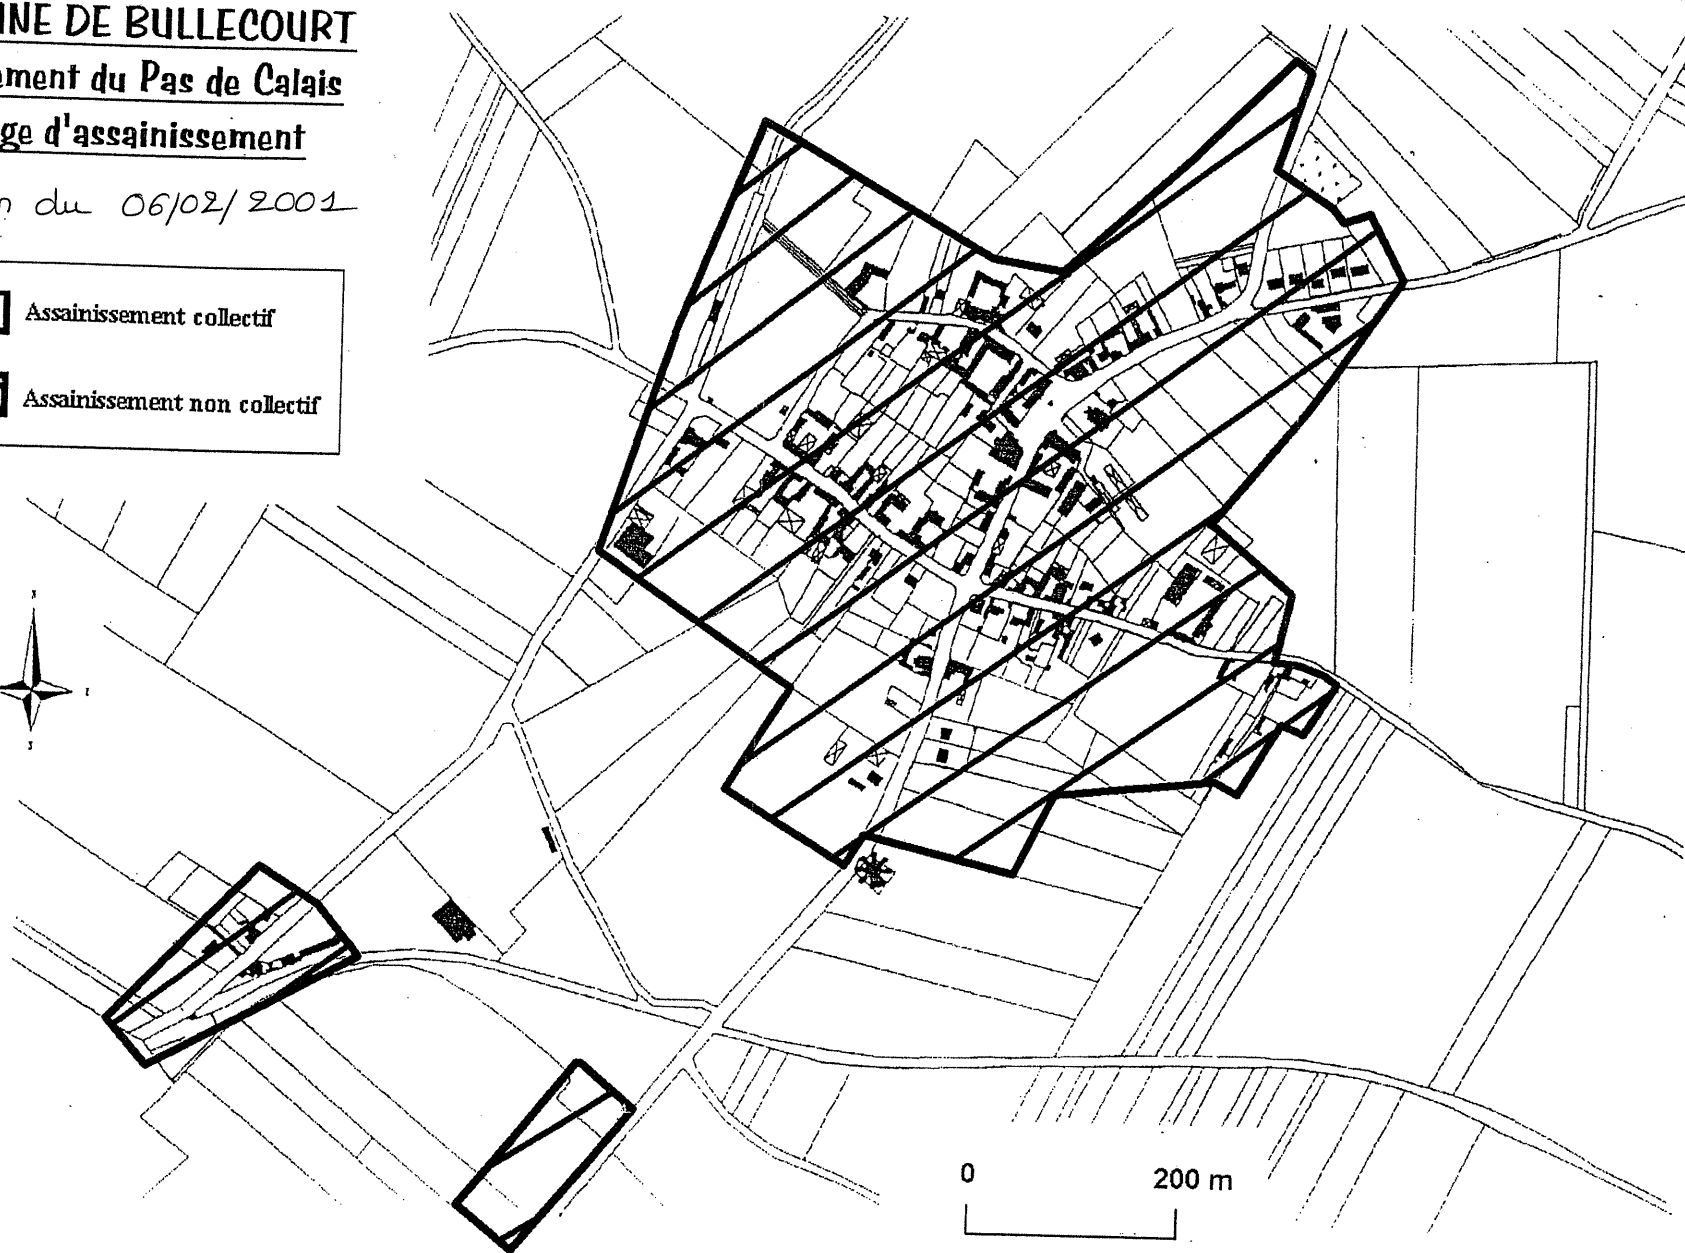 NE DE BULLECOURT
ement du Pas de Calais
ge d'assainissement
n du 06/02/2001
Assainissement collectif
Assainissement non collectif
0 200 m